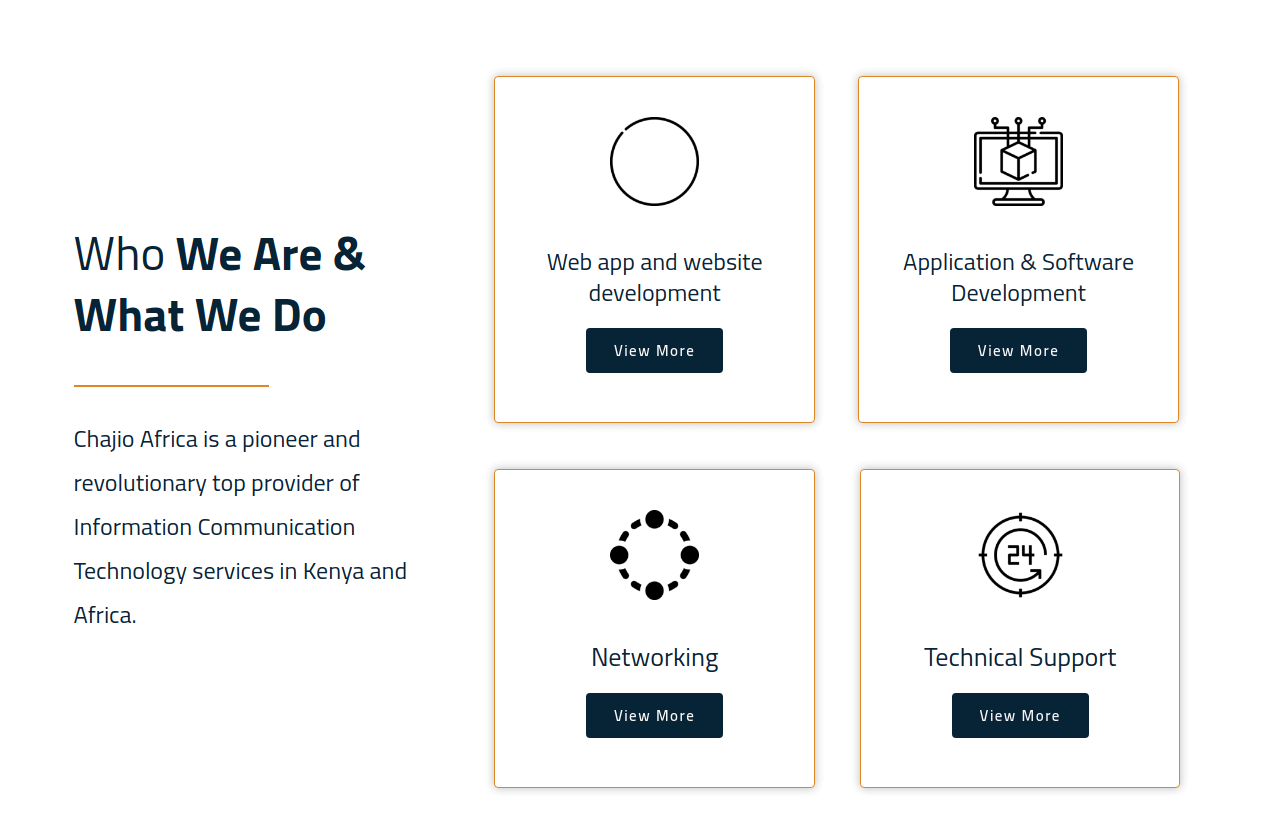 Who We Are &
What We Do
Chajio Africa is a pioneer and
revolutionary top provider of
Information Communication
Technology services in Kenya and
Africa.
Web app and website
development
View More
Application & Software
Development
View More
Networking
View More
24
Technical Support
View More